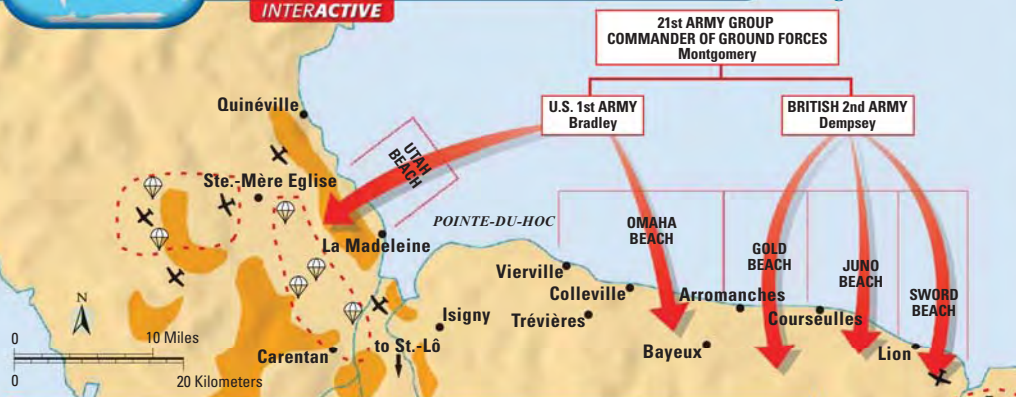 INTERACTIVE
21st ARMY GROUP
COMMANDER OF GROUND FORCES
Montgomery
U.S. 1st ARMY
Bradley
BRITISH 2nd ARMY
Dempsey
Quinéville
UTAH
BEACH
Ste.-Mère Eglise
POINTE-DU-HOC
OMAHA
BEACH
La Madeleine
GOLD
BEACH
Vierville
JUNO
BEACH
Colleville
Arromanches
SWORD
BEACH
Isigny
Trévières
Courseulles
N
0
10 Miles
to St.-Lô
Bayeux
Lion
Carentan
0
20 Kilometers